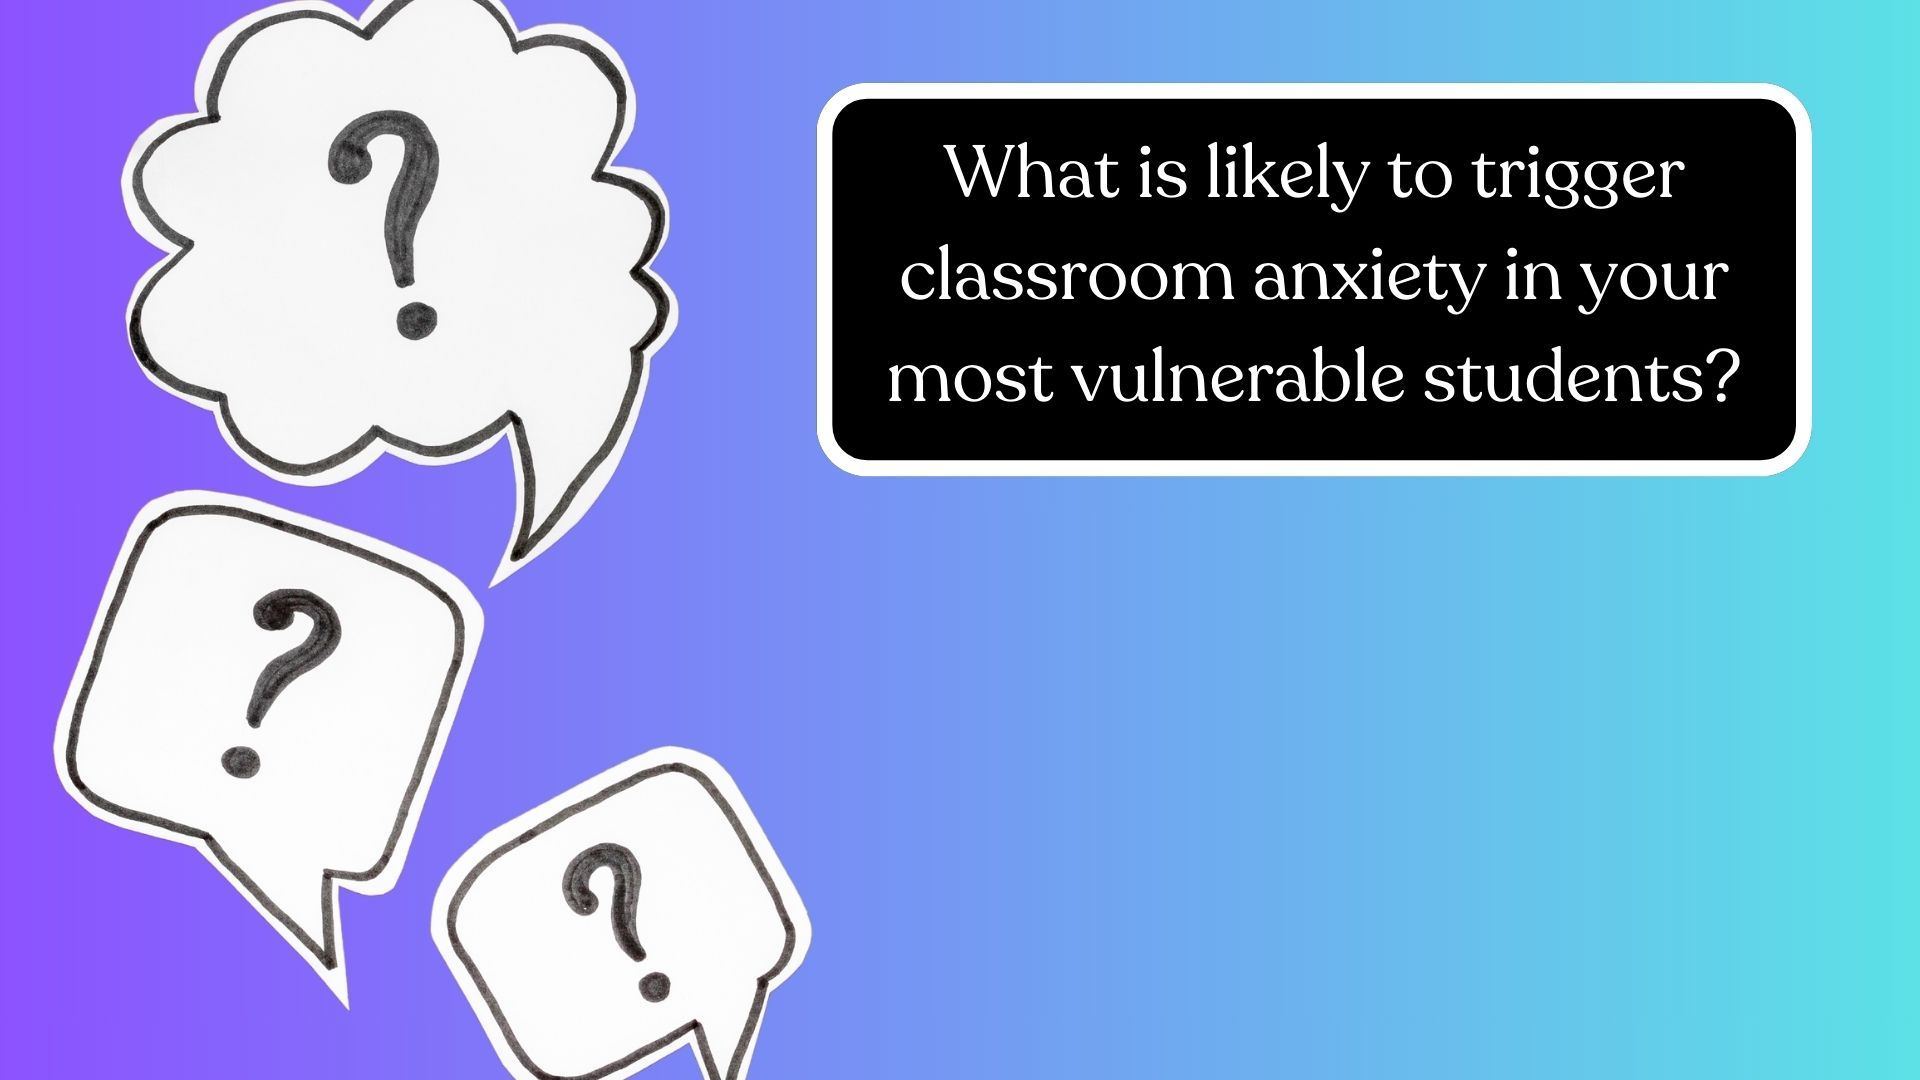 ?
?
?
What is likely to trigger
classroom anxiety in your
most vulnerable students?